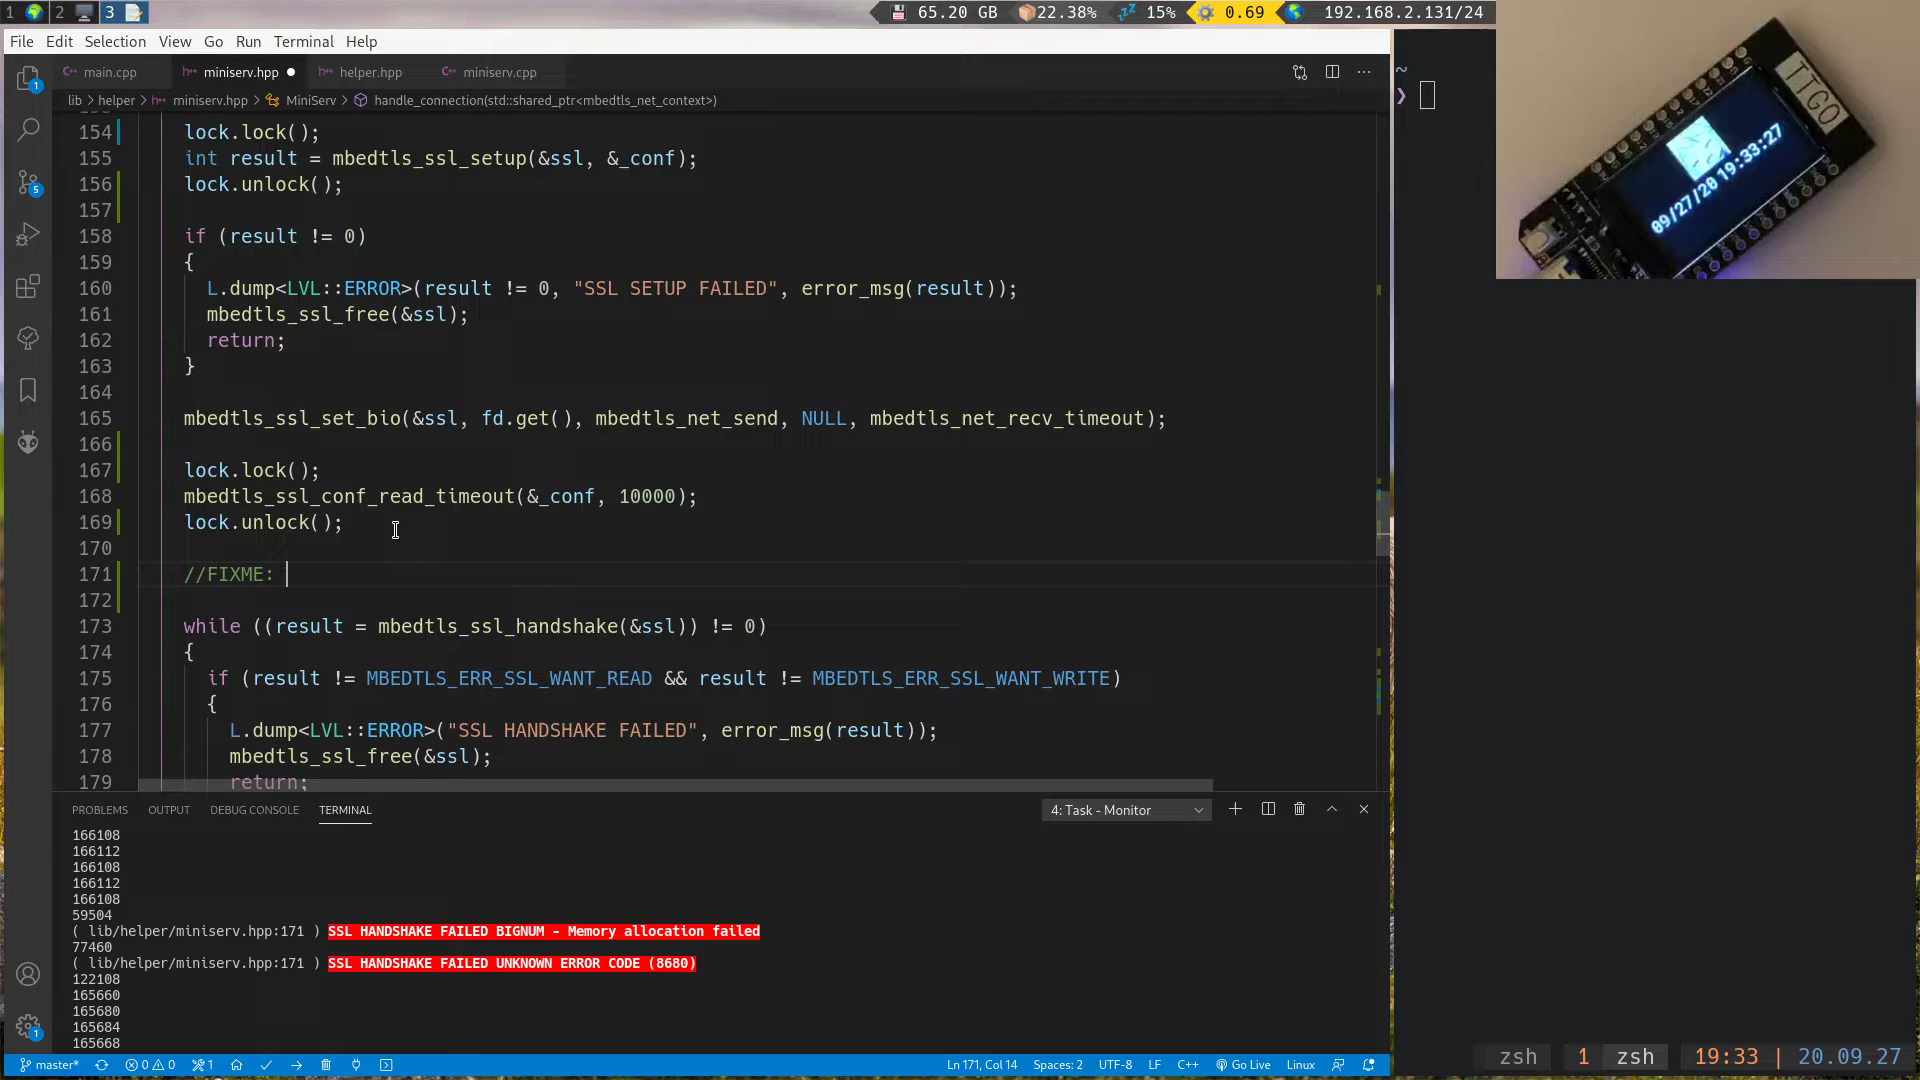 1 2 3 65.20 GB 22.38% 15% 0.69 192.168.2.131/24
File Edit Selection View Go Run Terminal Help
main.cpp miniserv.hpp helper.hpp miniserv.cpp
lib > helper > miniserv.hpp > MiniServ > handle_connection(std::shared_ptr<mbedtls_net_context>)
154 lock.lock();
155 int result = mbedtls_ssl_setup(&ssl, &_conf);
156 lock.unlock();
157
158 if (result != 0)
159 {
160 L.dump<LVL::ERROR>(result != 0, "SSL SETUP FAILED", error_msg(result));
161 mbedtls_ssl_free(&ssl);
162 return;
163 }
164
165 mbedtls_ssl_set_bio(&ssl, fd.get(), mbedtls_net_send, NULL, mbedtls_net_recv_timeout);
166
167 lock.lock();
168 mbedtls_ssl_conf_read_timeout(&_conf, 10000);
169 lock.unlock();
170
171 //FIXME:
172
173 while ((result = mbedtls_ssl_handshake(&ssl)) != 0)
174 {
175 if (result != MBEDTLS_ERR_SSL_WANT_READ && result != MBEDTLS_ERR_SSL_WANT_WRITE)
176 {
177 L.dump<LVL::ERROR>("SSL HANDSHAKE FAILED", error_msg(result));
178 mbedtls_ssl_free(&ssl);
179 return;
PROBLEMS OUTPUT DEBUG CONSOLE TERMINAL 4: Task - Monitor
166108
166112
166108
166112
166108
59504
( lib/helper/miniserv.hpp:171 ) SSL HANDSHAKE FAILED BIGNUM - Memory allocation failed
77460
( lib/helper/miniserv.hpp:171 ) SSL HANDSHAKE FAILED UNKNOWN ERROR CODE (8680)
122108
165660
165680
165684
165668
master* 0 0 1 Ln 171, Col 14 Spaces: 2 UTF-8 LF C++ Go Live Linux
1
5
1
~
❯
TTGO
09/27/20 19:33:27
zsh 1 zsh 19:33 | 20.09.27